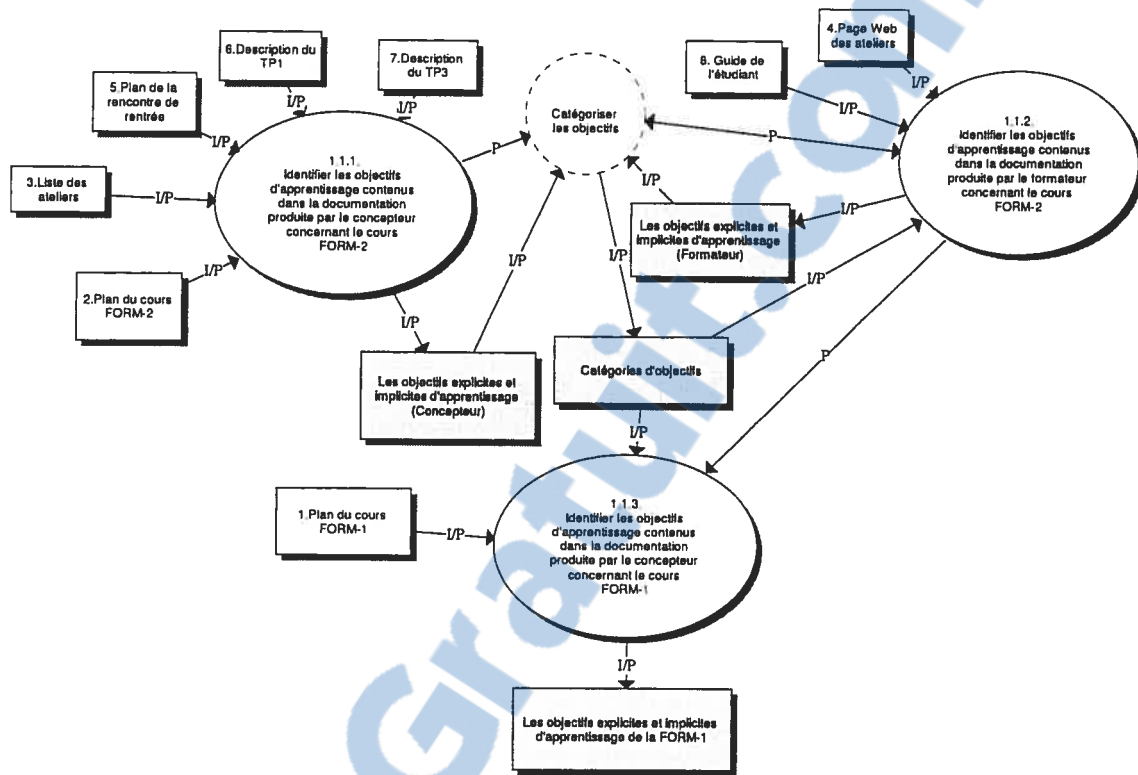 6.Description du
TP1
7.Description
du TP3
5.Plan de la
rencontre de
rentrée
3.Liste des
ateliers
2.Plan du cours
FORM-2
I/P
I/P
I/P
I/P
I/P
1.1.1.
Identifier les objectifs
d'apprentissage contenus
dans la documentation
produite par le concepteur
concernant le cours
FORM-2
P
Catégoriser
les objectifs
4.Page Web
des ateliers
8. Guide de
l'étudiant
I/P
I/P
P
1.1.2.
Identifier les objectifs
d'apprentissage contenus
dans la documentation
produite par le formateur
concernant le cours
FORM-2
I/P
I/P
Les objectifs explicites et
implicites d'apprentissage
(Formateur)
I/P
I/P
I/P
I/P
P
Les objectifs explicites et
implicites d'apprentissage
(Concepteur)
Catégories d'objectifs
I/P
1.Plan du cours
FORM-1
I/P
1.1.3
Identifier les objectifs
d'apprentissage contenus
dans la documentation
produite par le concepteur
concernant le cours
FORM-1
I/P
Les objectifs explicites et implicites
d'apprentissage de la FORM-1
Gratuit.com